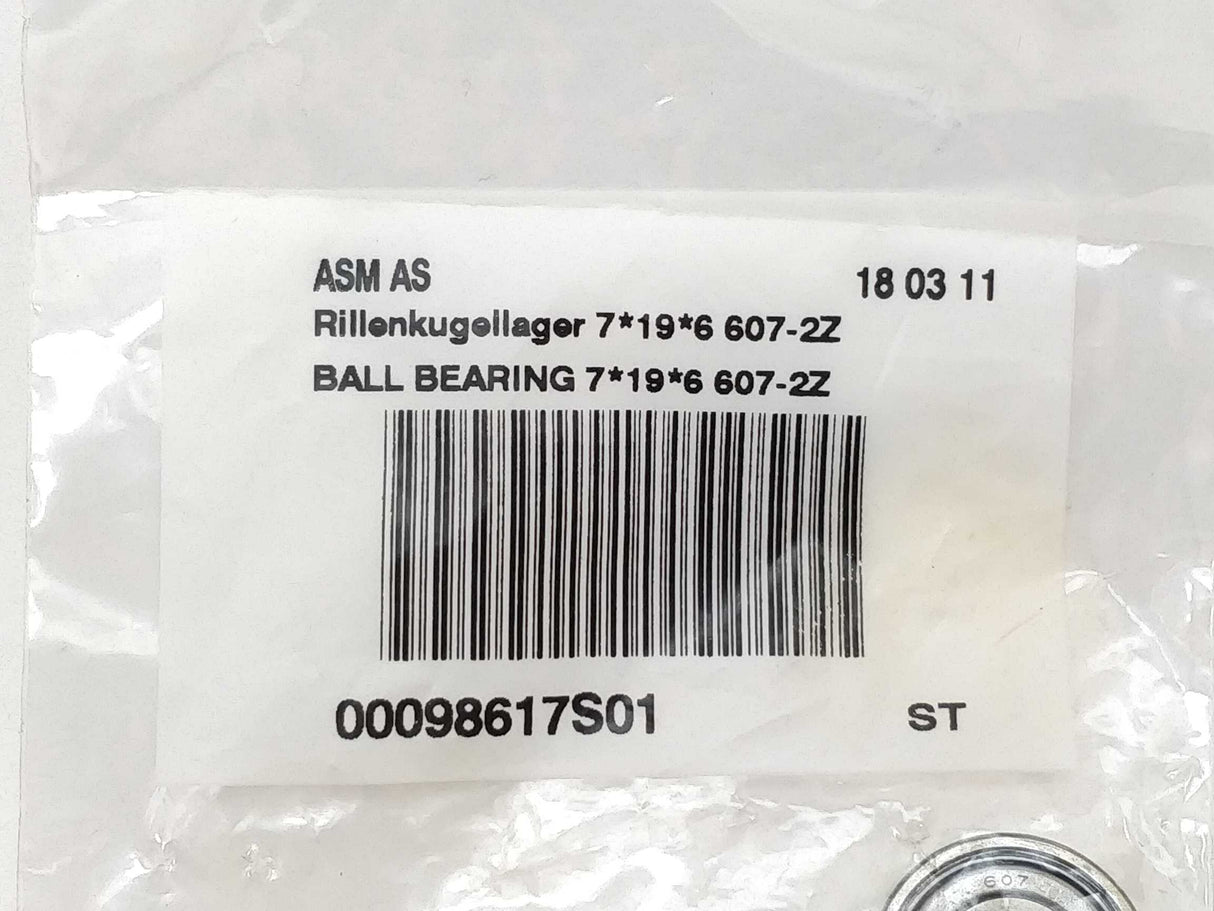 ASM AS 18 03 11
Rillenkugellager 7*19*6 607-2Z
BALL BEARING 7*19*6 607-2Z
00098617S01 ST
607